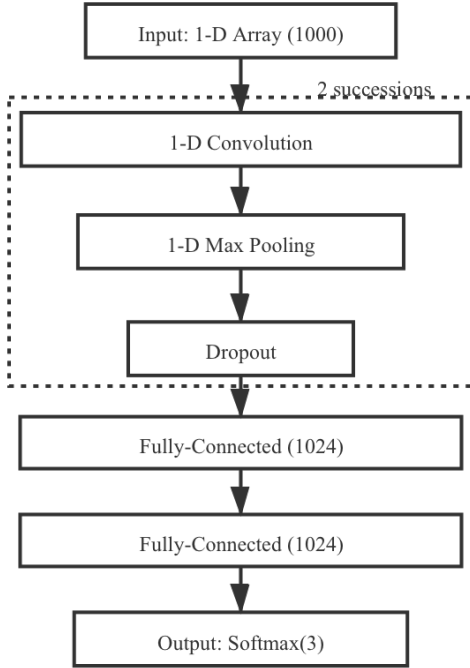 Input: 1-D Array (1000)
2 successions
1-D Convolution
1-D Max Pooling
Dropout
Fully-Connected (1024)
Fully-Connected (1024)
Output: Softmax(3)